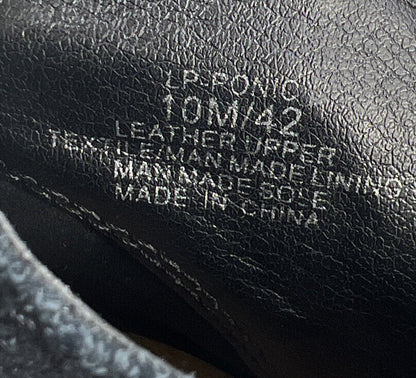 LP-PONIC
10M/42
LEATHER UPPER
TEXTILE/MAN MADE LINING
MAN MADE SOLE
MADE IN CHINA